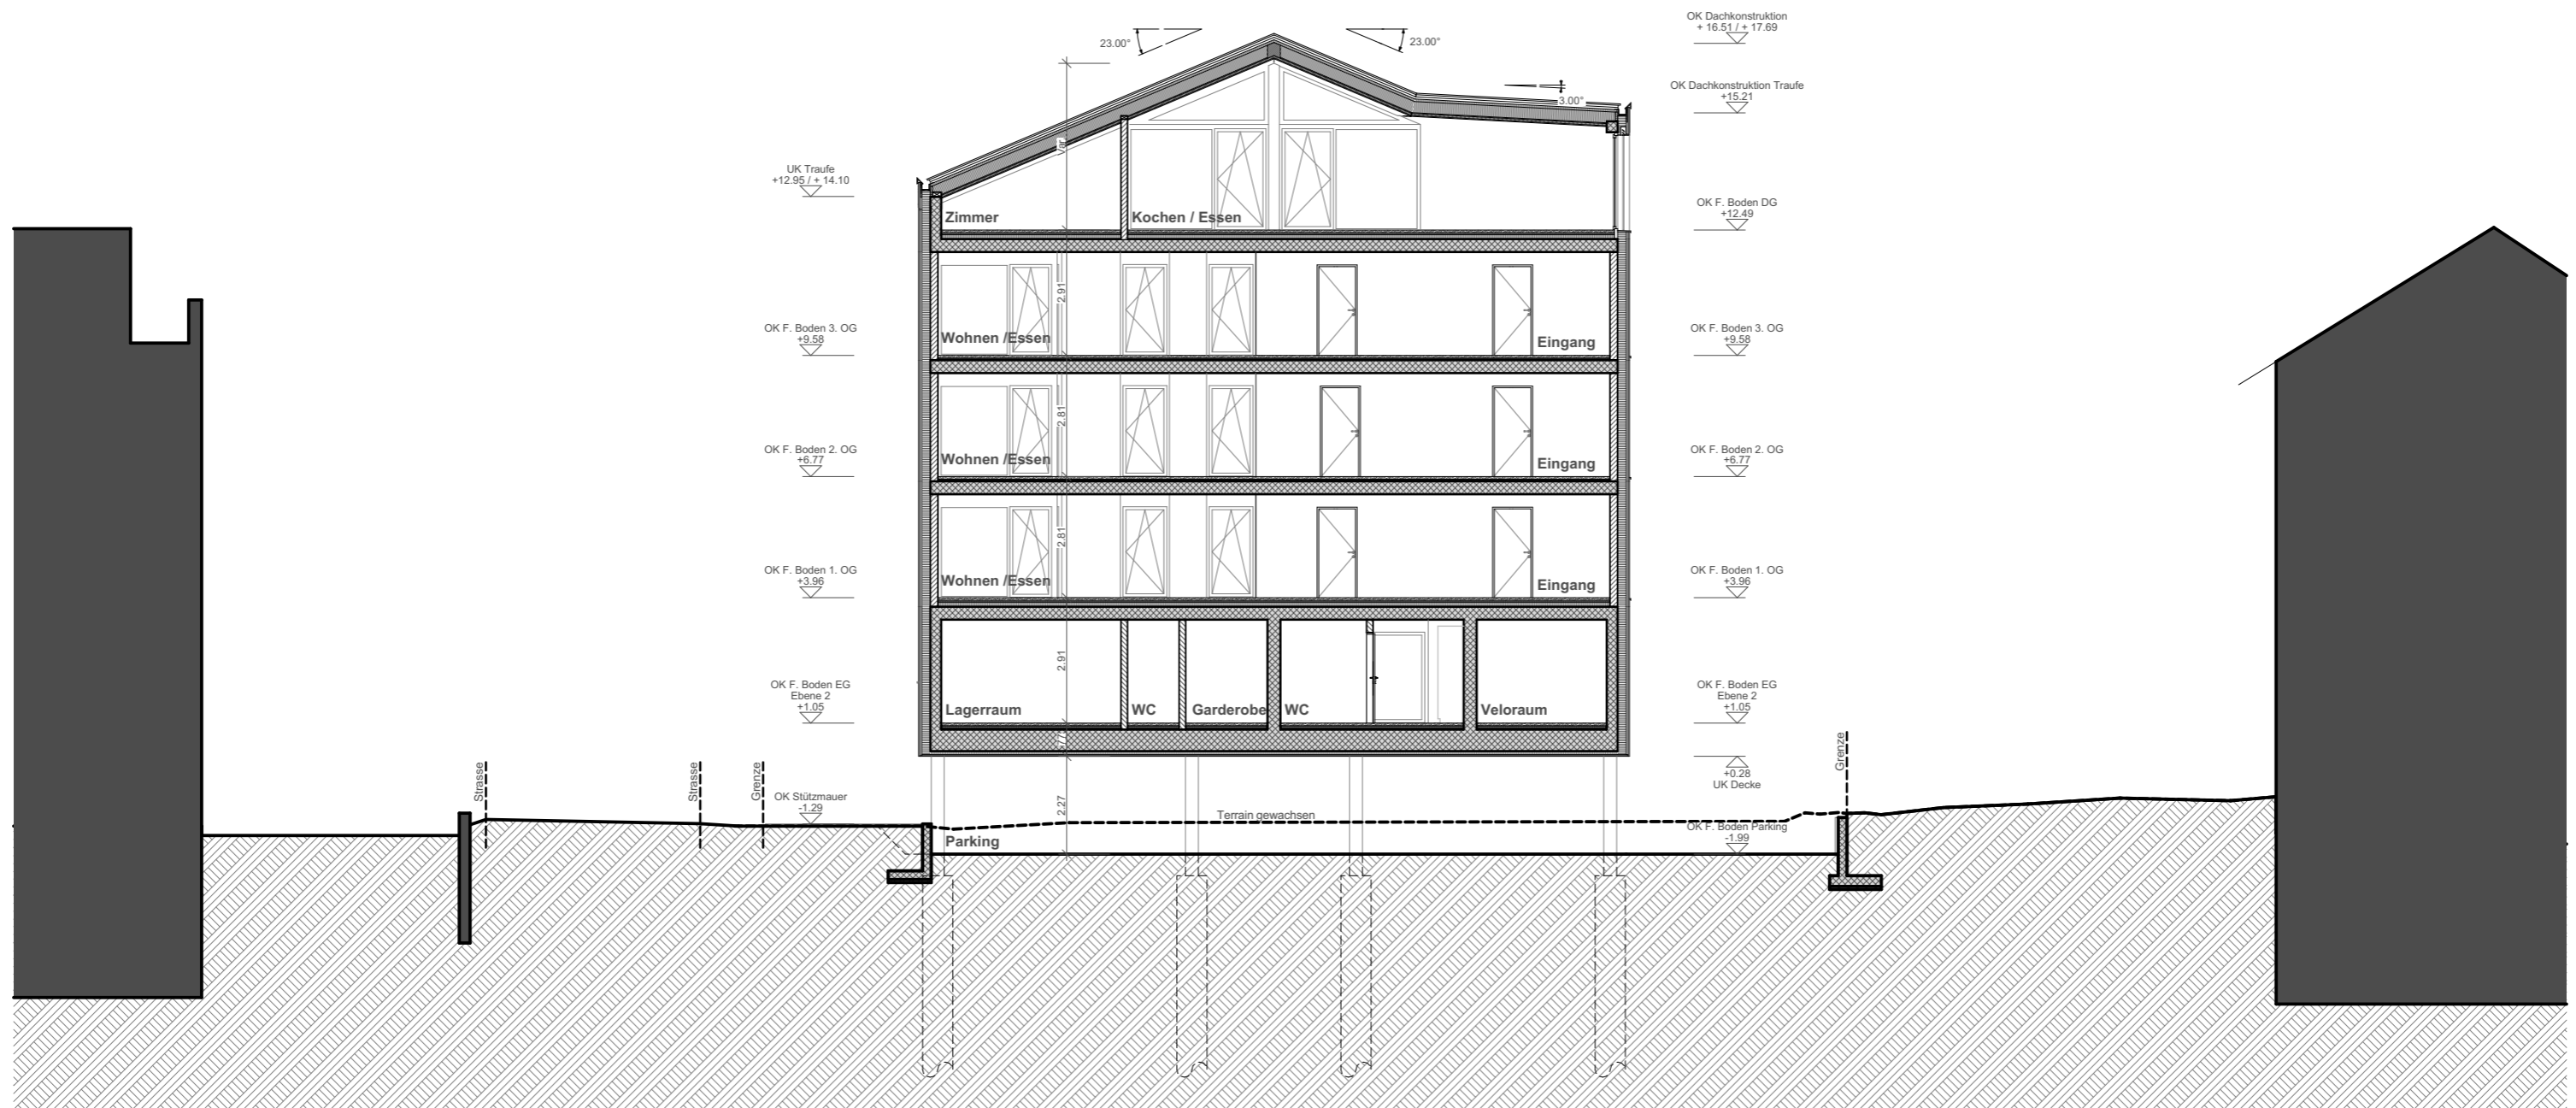 OK Dachkonstruktion
+ 16.51 / + 17.69
23.00°
23.00°
OK Dachkonstruktion Traufe
+15.21
3.00°
Var.
UK Traufe
+12.95 / + 14.10
OK F. Boden DG
+12.49
Zimmer
Kochen / Essen
2.91
OK F. Boden 3. OG
+9.58
OK F. Boden 3. OG
+9.58
Wohnen /Essen
Eingang
2.81
OK F. Boden 2. OG
+6.77
OK F. Boden 2. OG
+6.77
Wohnen /Essen
Eingang
2.81
OK F. Boden 1. OG
+3.96
OK F. Boden 1. OG
+3.96
Wohnen /Essen
Eingang
2.91
OK F. Boden EG
Ebene 2
+1.05
OK F. Boden EG
Ebene 2
+1.05
Lagerraum
WC
Garderobe
WC
Veloraum
Strasse
Strasse
Grenze
Grenze
+0.28
UK Decke
OK Stützmauer
-1.29
2.27
Terrain gewachsen
Parking
OK F. Boden Parking
-1.99